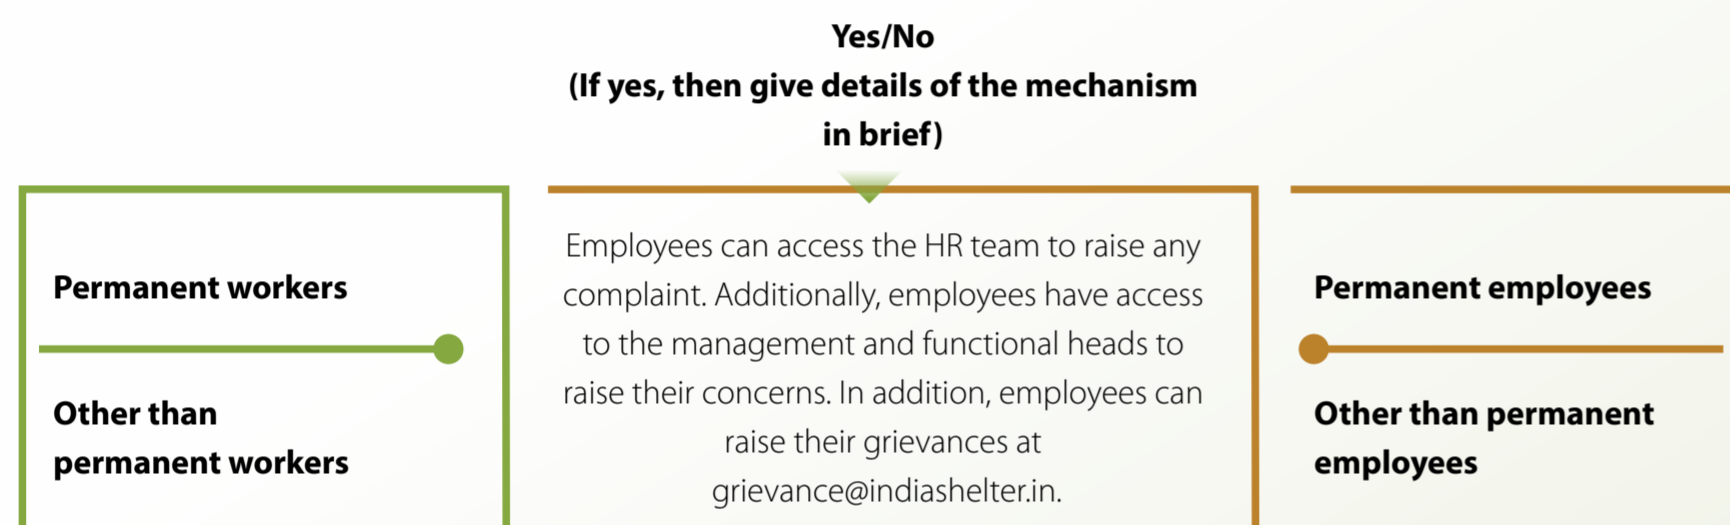 Yes/No
(If yes, then give details of the mechanism
in brief)
Permanent workers
Other than
permanent workers
Employees can access the HR team to raise any
complaint. Additionally, employees have access
to the management and functional heads to
raise their concerns. In addition, employees can
raise their grievances at
grievance@indiashelter.in.
Permanent employees
Other than permanent
employees